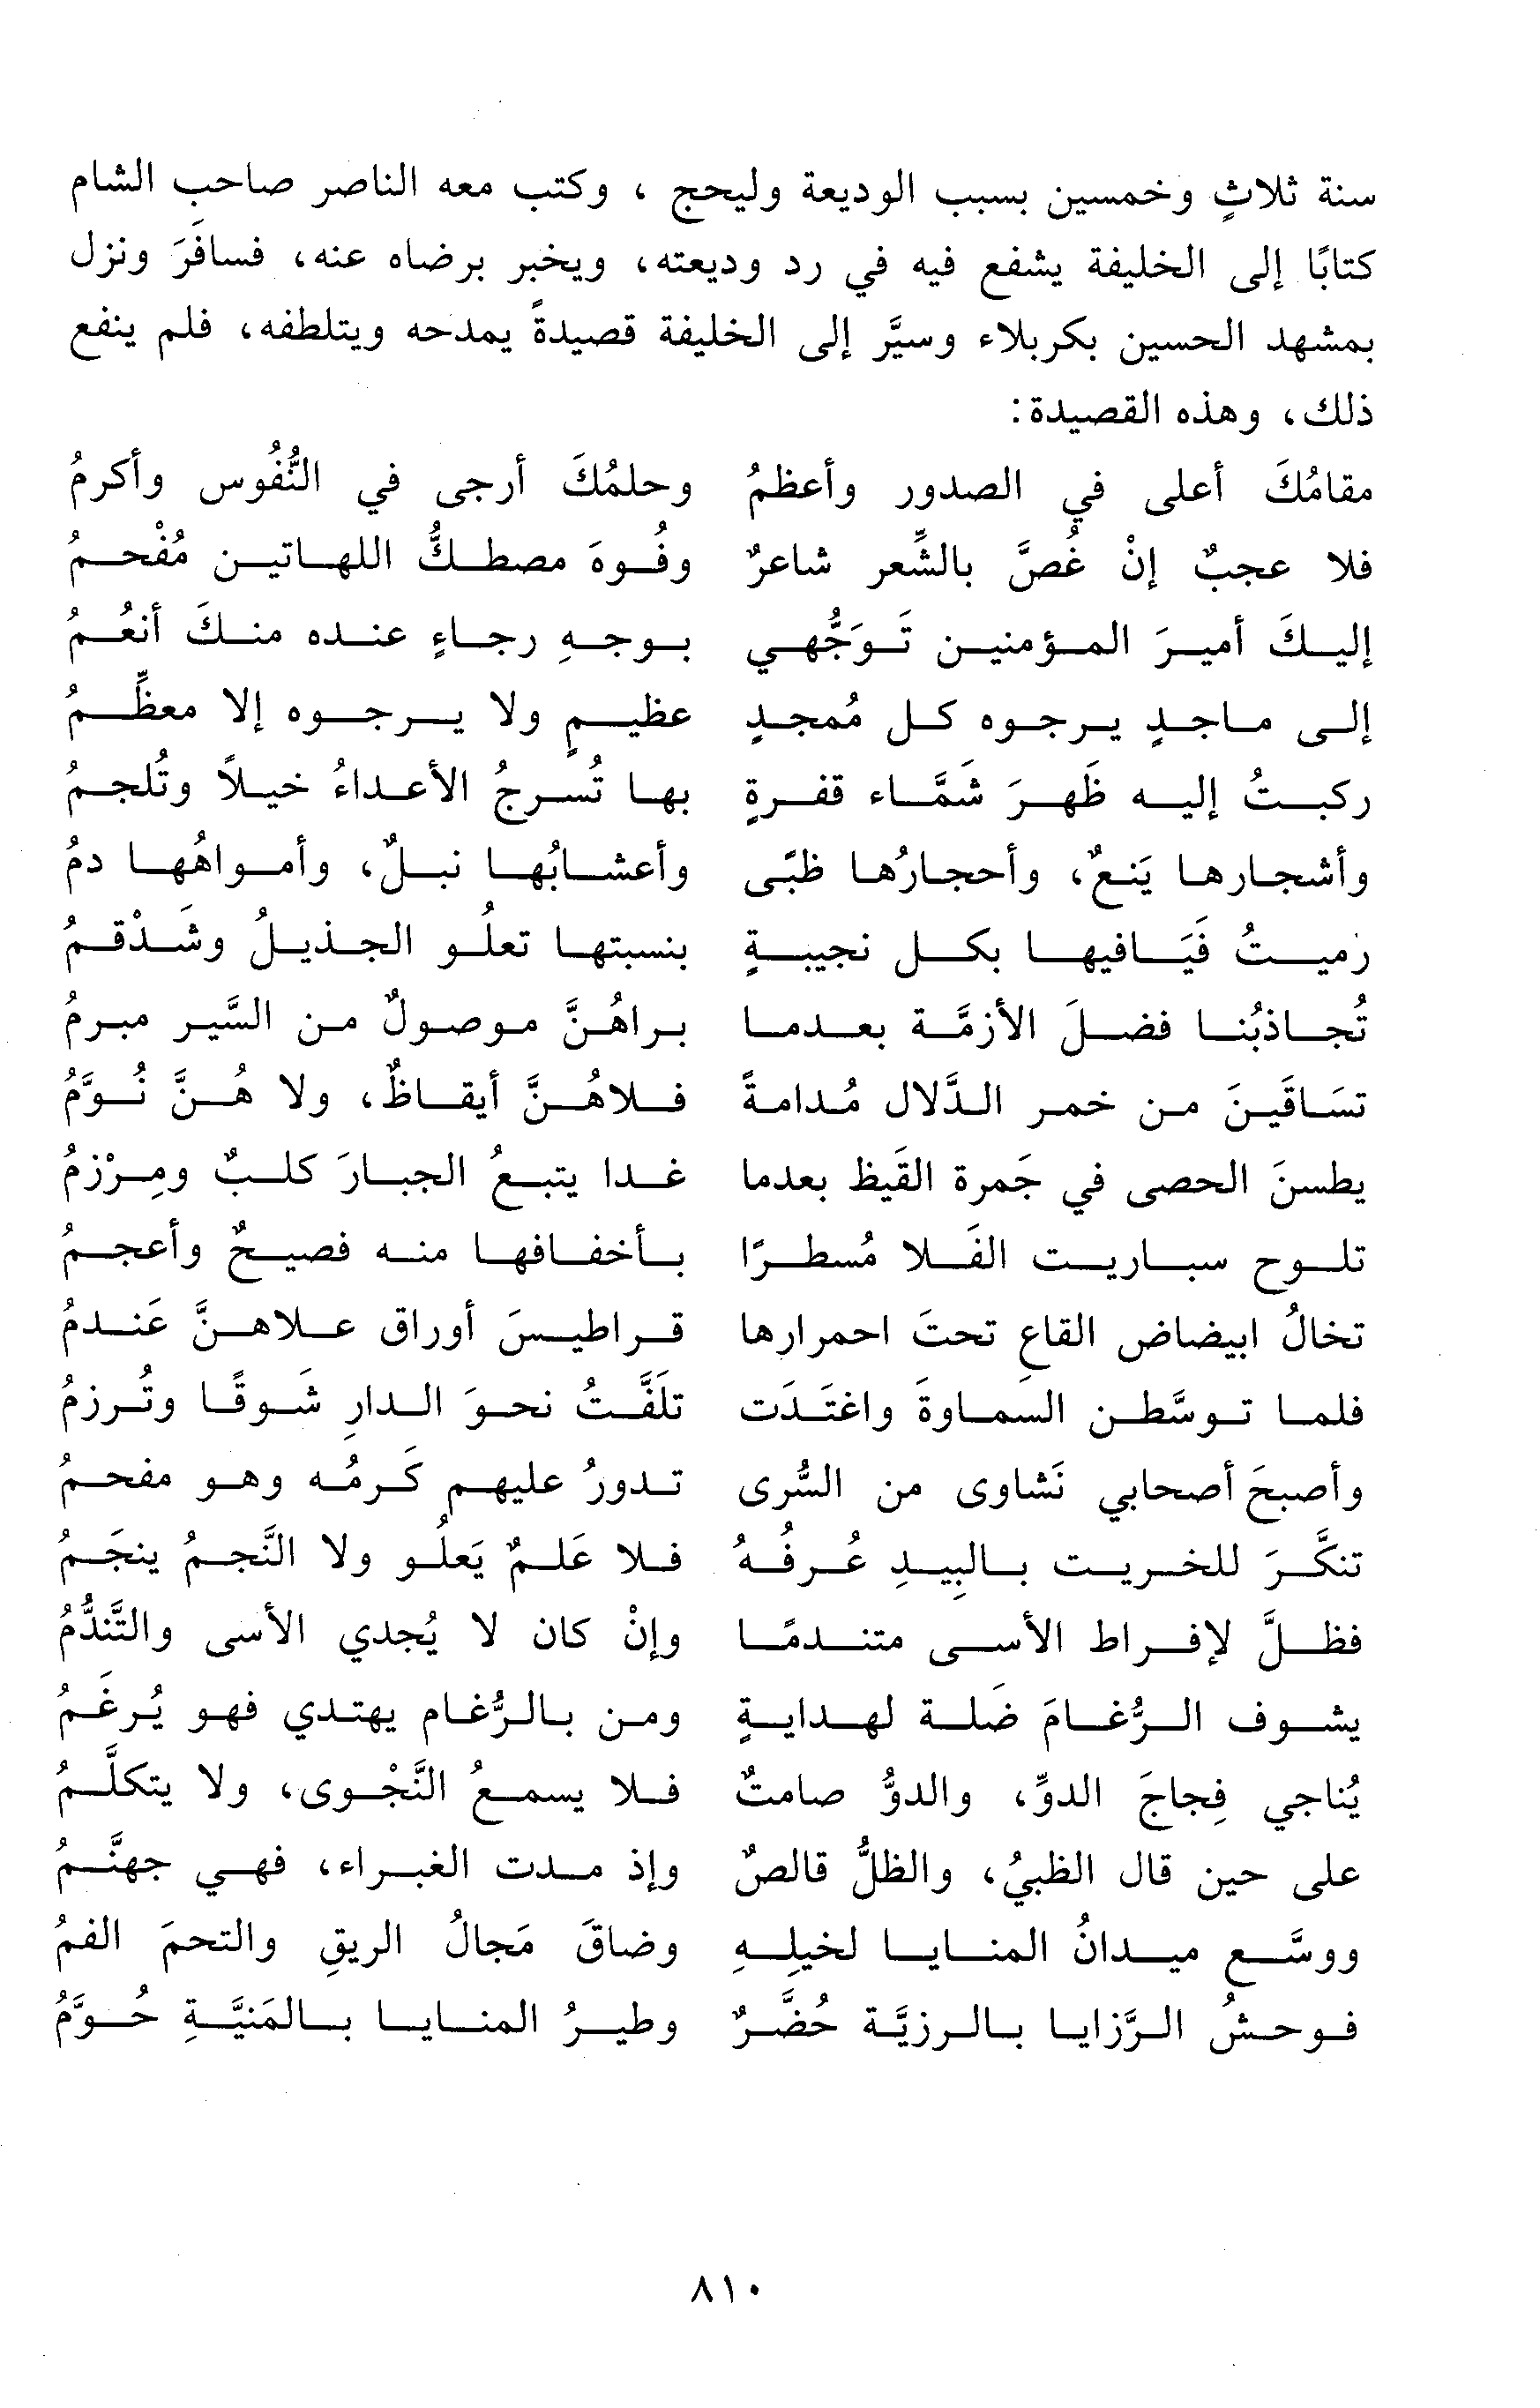 سنة ثلاثٍ وخمسين بسبب الوديعة وليحج ، وكتب معه الناصر صاحب الشام
كتابًا إلى الخليفة يشفع فيه في رد وديعته، ويخبر برضاه عنه، فسافَرَ ونزل
بمشهد الحسين بكربلاء وسيَّر إلى الخليفة قصيدةً يمدحه ويتلطفه، فلم ينفع
ذلك، وهذه القصيدة:
مقامُكَ أعلى في الصدور وأعظمُ وحلمُكَ أرجى في النُّفُوس وأكرمُ
فلا عجبٌ إنْ غُصَّ بالشِّعر شاعرٌ وفُوهَ مصطكُّ اللهاتين مُفْحمُ
إليكَ أميرَ المؤمنين تَوَجُّهي بوجهِ رجاءٍ عنده منكَ أنعُمُ
إلى ماجدٍ يرجوه كل مُمجدٍ عظيمٍ ولا يرجوه إلا معظِّمُ
ركبتُ إليه ظَهرَ شَمَّاء قفرةٍ بها تُسرجُ الأعداءُ خيلاً وتُلجمُ
وأشجارها يَنعٌ، وأحجارُها ظبًى وأعشابُها نبلٌ، وأمواهُها دمُ
رميتُ فَيَافيها بكل نجيبةٍ بنسبتها تعلُو الجذيلُ وشَدْقمُ
تُجاذبُنا فضلَ الأزمَّة بعدما براهُنَّ موصولٌ من السَّير مبرمُ
تسَاقَينَ من خمر الدَّلال مُدامةً فلاهُنَّ أيقاظٌ، ولا هُنَّ نُوَّمُ
يطسنَ الحصى في جَمرة القَيظ بعدما غدا يتبعُ الجبارَ كلبٌ ومِرْزمُ
تلوح سباريت الفَلا مُسطرًا بأخفافها منه فصيحٌ وأعجمُ
تخالُ ابيضاض القاعِ تحتَ احمرارها قراطيسَ أوراق علاهنَّ عَندمُ
فلما توسَّطن السَماوةَ واغتَدَت تلَفَّتُ نحوَ الدارِ شَوقًا وتُرزمُ
وأصبحَ أصحابي نَشاوى من السُّرى تدورُ عليهم كَرمُه وهو مفحمُ
تنكَّرَ للخريت بالبِيدِ عُرفُهُ فلا عَلمٌ يَعلُو ولا النَّجمُ ينجَمُ
فظلَّ لإفراط الأسى متندمًا وإنْ كان لا يُجدي الأسى والتَّندُّمُ
يشوف الرُّغامَ ضَلة لهدايةٍ ومن بالرُّغام يهتدي فهو يُرغَمُ
يُناجي فِجاجَ الدوِّ، والدوُّ صامتٌ فلا يسمعُ النَّجْوى، ولا يتكلَّمُ
على حين قال الظبيُ، والظلُّ قالصٌ وإذ مدت الغبراء، فهي جهنَّمُ
ووسَّع ميدانُ المنايا لخيلِهِ وضاقَ مَجالُ الريقِ والتحمَ الفمُ
فوحشُ الرَّزايا بالرزيَّة حُضَّرٌ وطيرُ المنايا بالمَنيَّةِ حُوَّمُ
٨١٠